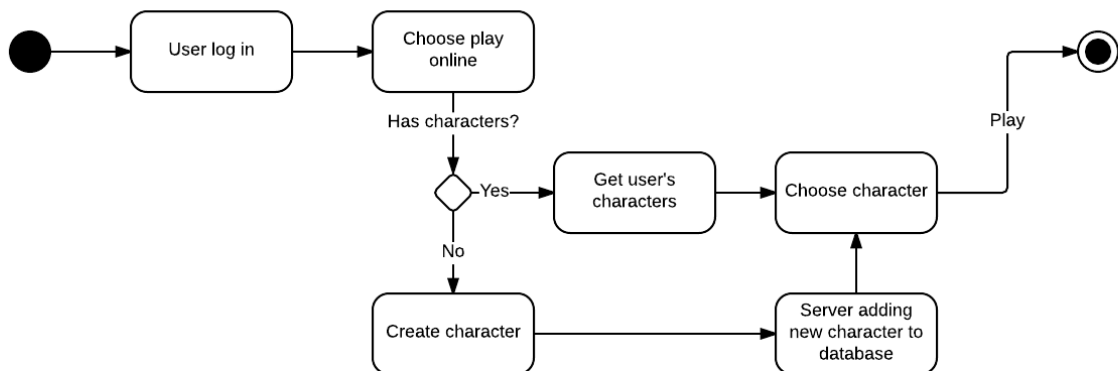 User log in
Choose play
online
Has characters?
Play
Yes
Get user's
characters
Choose character
No
Create character
Server adding
new character to
database